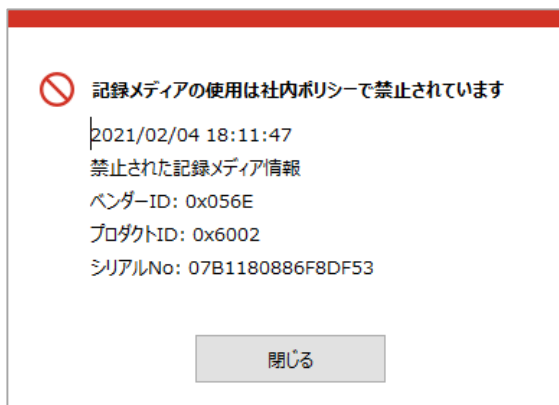 記録メディアの使用は社内ポリシーで禁止されています
2021/02/04 18:11:47
禁止された記録メディア情報
ベンダーID: 0x056E
プロダクトID: 0x6002
シリアルNo: 07B1180886F8DF53
閉じる